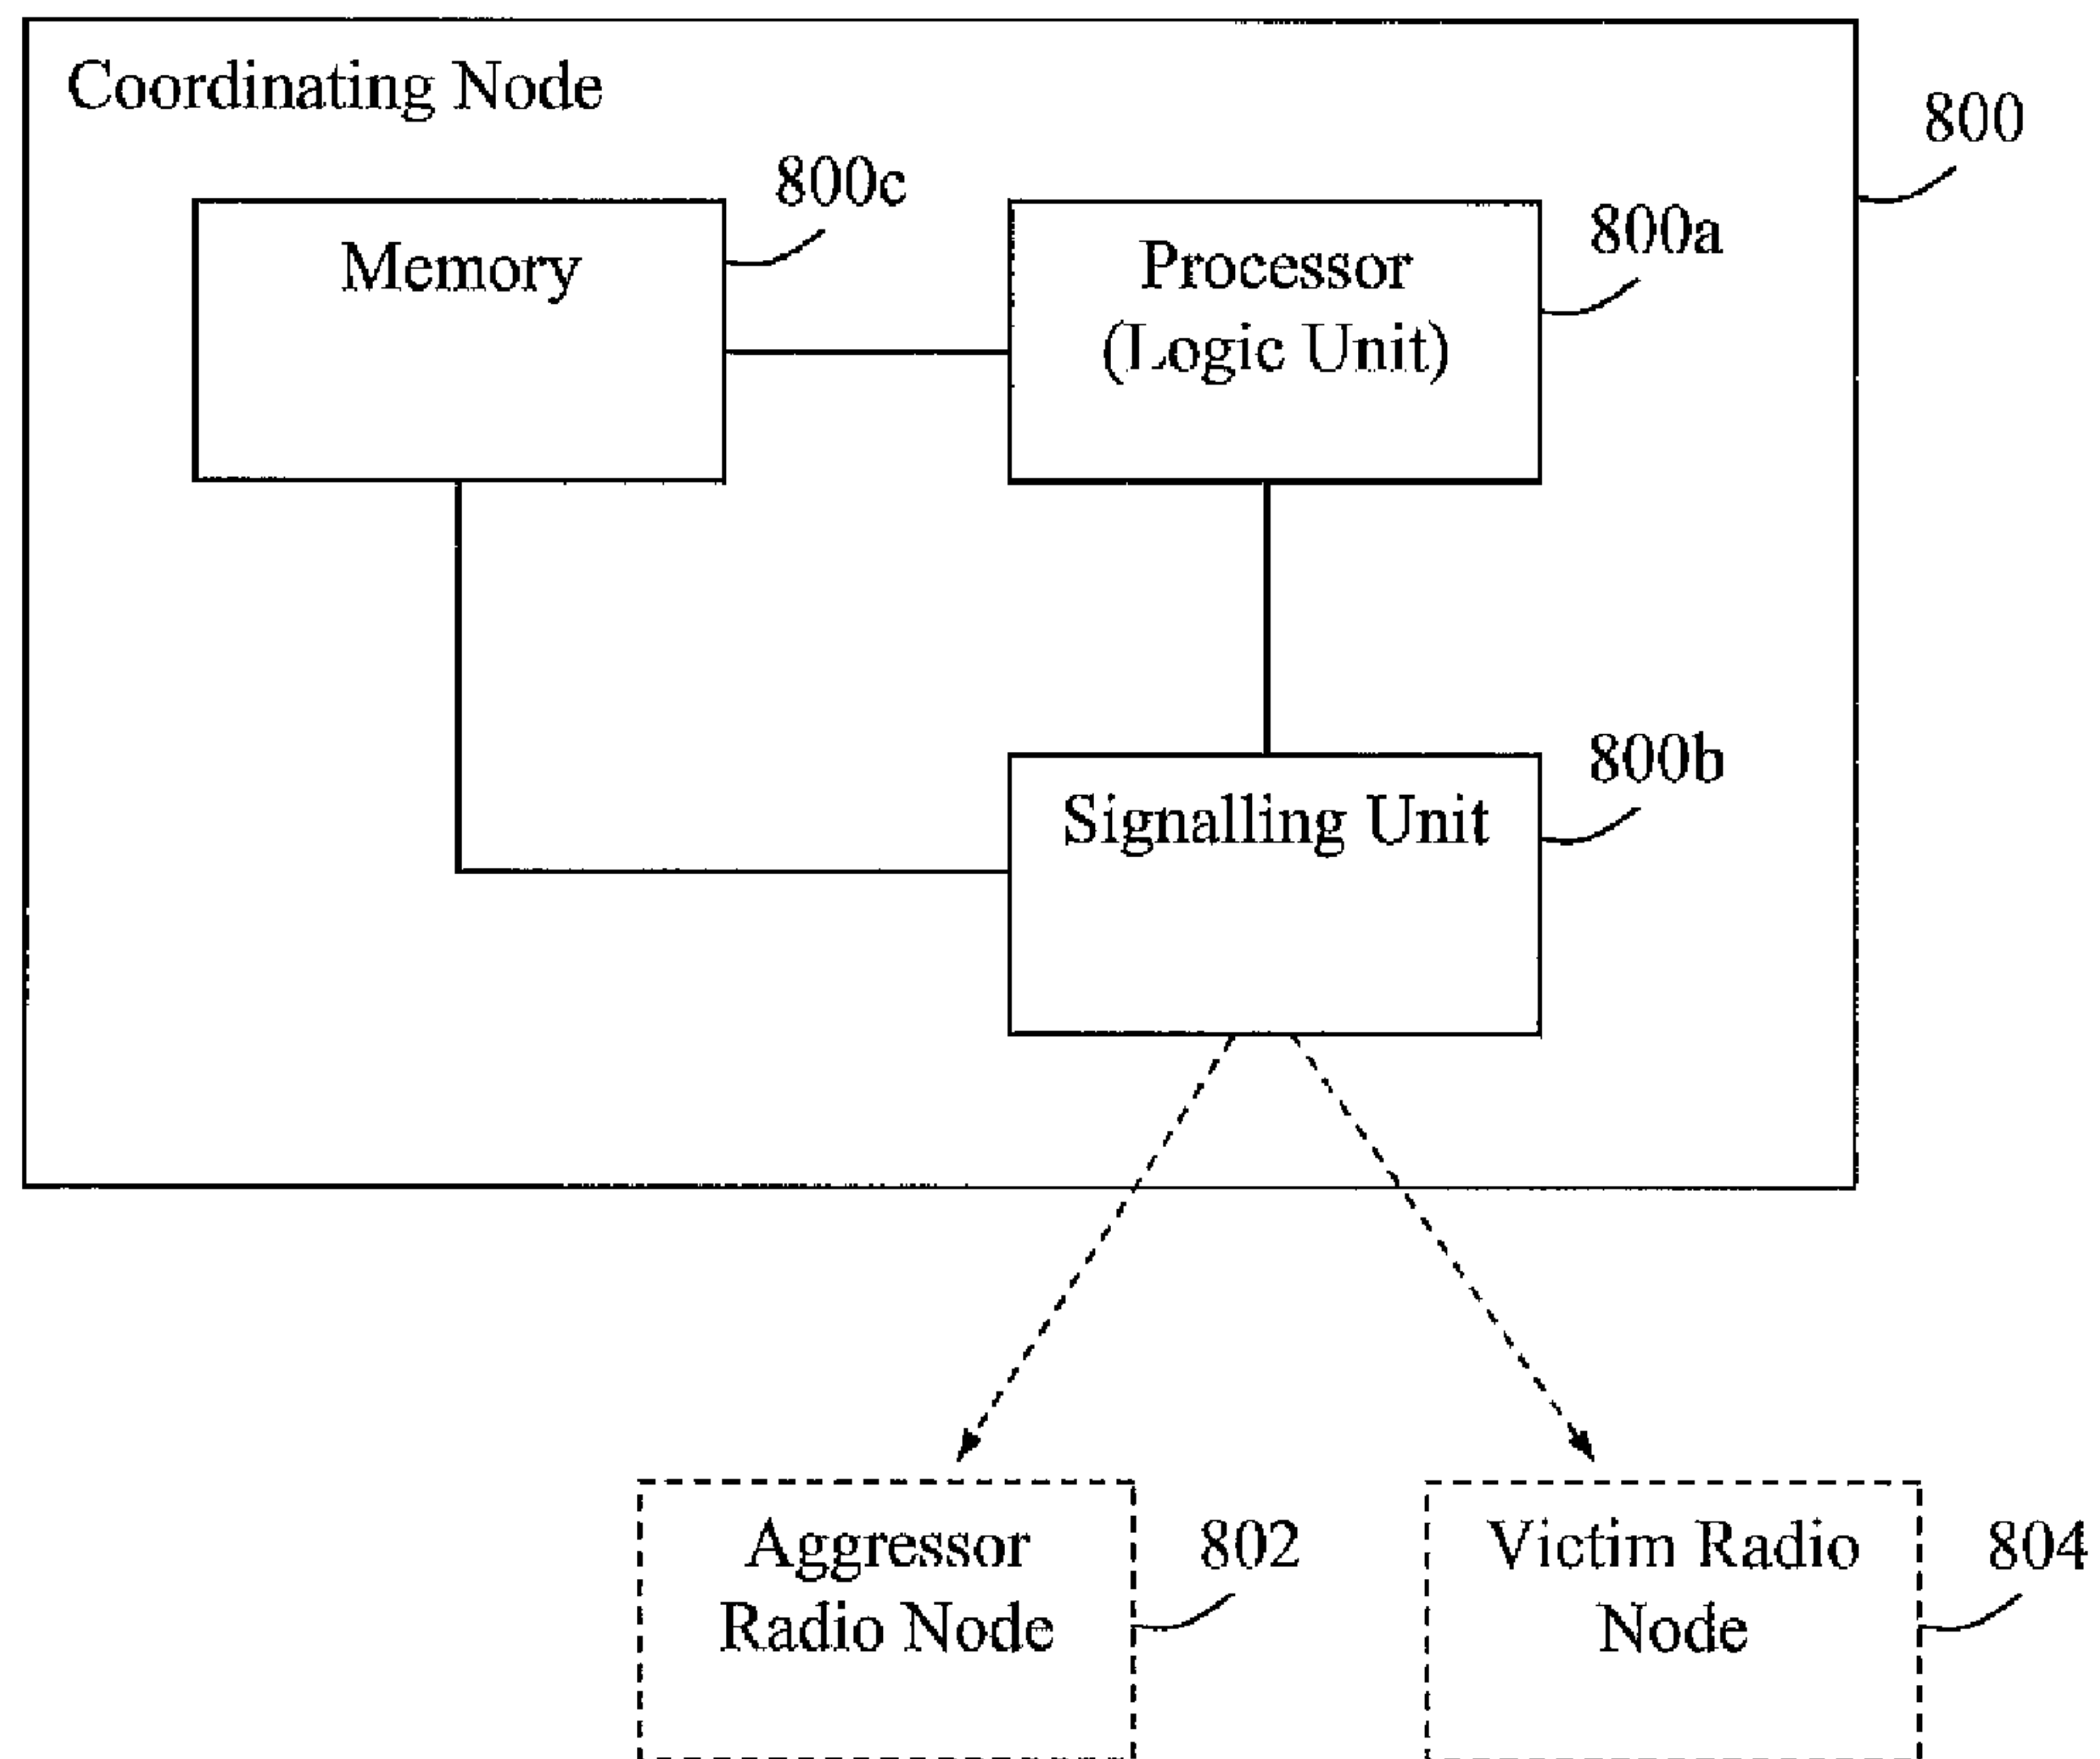 Coordinating Node
800
800c
Memory
800a
Processor
(Logic Unit)
800b
Signalling Unit
Aggressor
Radio Node
802
Victim Radio
Node
804